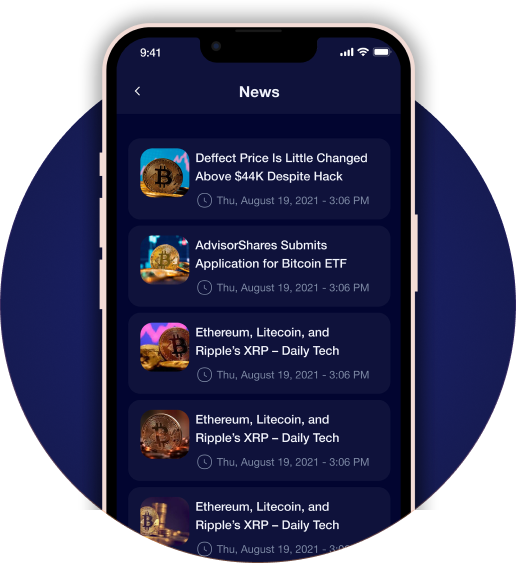 9:41
News
Deffect Price Is Little Changed
Above $44K Despite Hack
Thu, August 19, 2021 - 3:06 PM
AdvisorShares Submits
Application for Bitcoin ETF
Thu, August 19, 2021 - 3:06 PM
Ethereum, Litecoin, and
Ripple’s XRP – Daily Tech
Thu, August 19, 2021 - 3:06 PM
Ethereum, Litecoin, and
Ripple’s XRP – Daily Tech
Thu, August 19, 2021 - 3:06 PM
Ethereum, Litecoin, and
Ripple’s XRP – Daily Tech
Thu, August 19, 2021 -